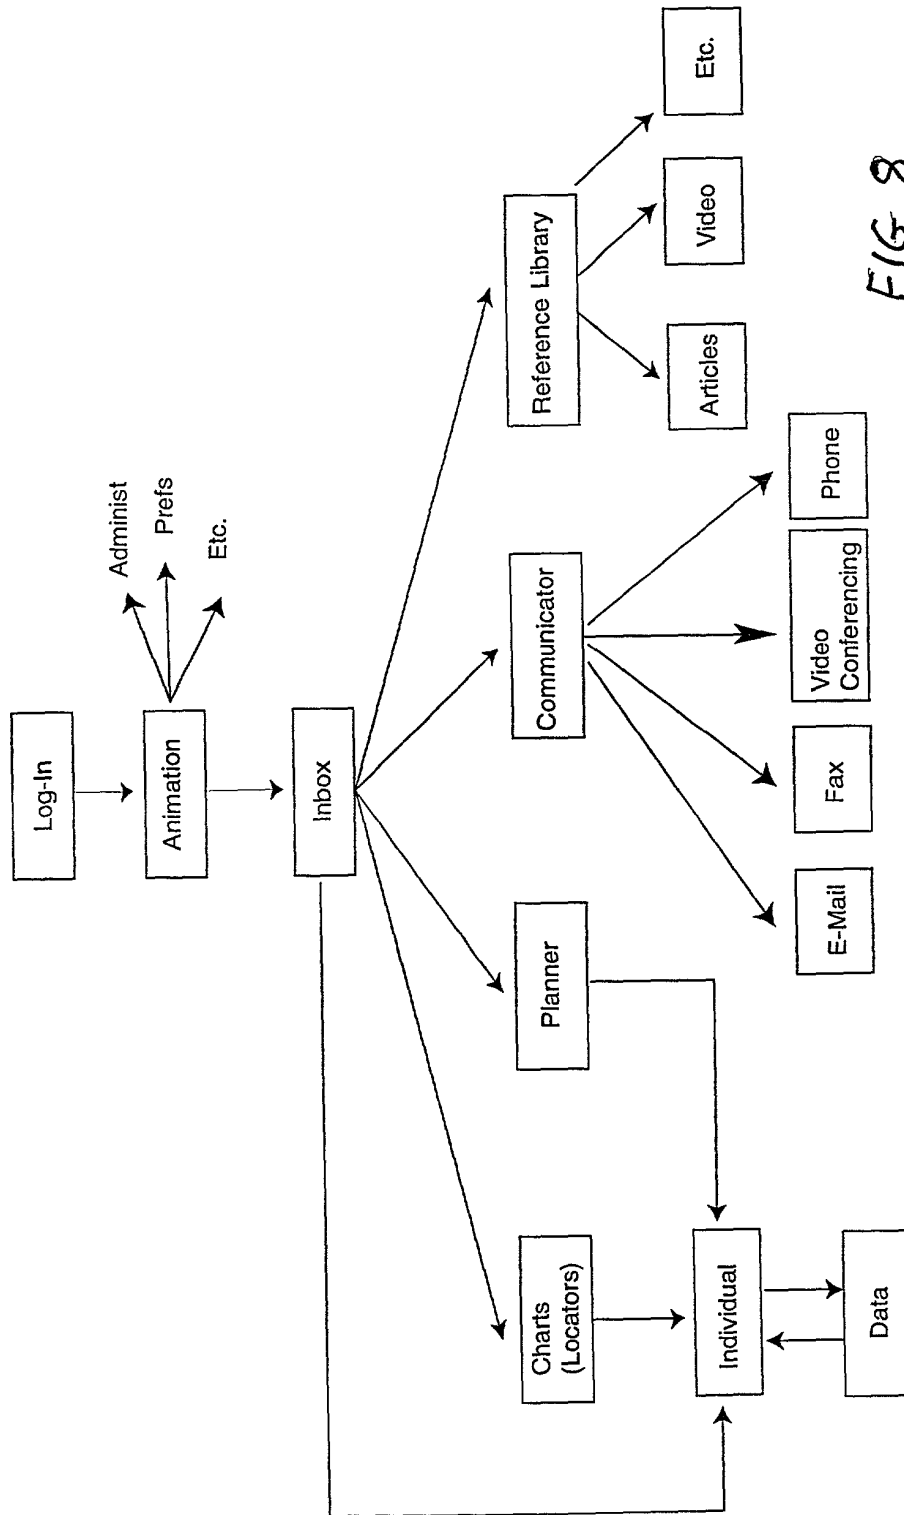 Log-In
Animation
Administ
Prefs
Etc.
Inbox
Charts
(Locators)
Planner
Communicator
Reference Library
Individual
Data
E-Mail
Fax
Video
Conferencing
Phone
Articles
Video
Etc.
FIG 8